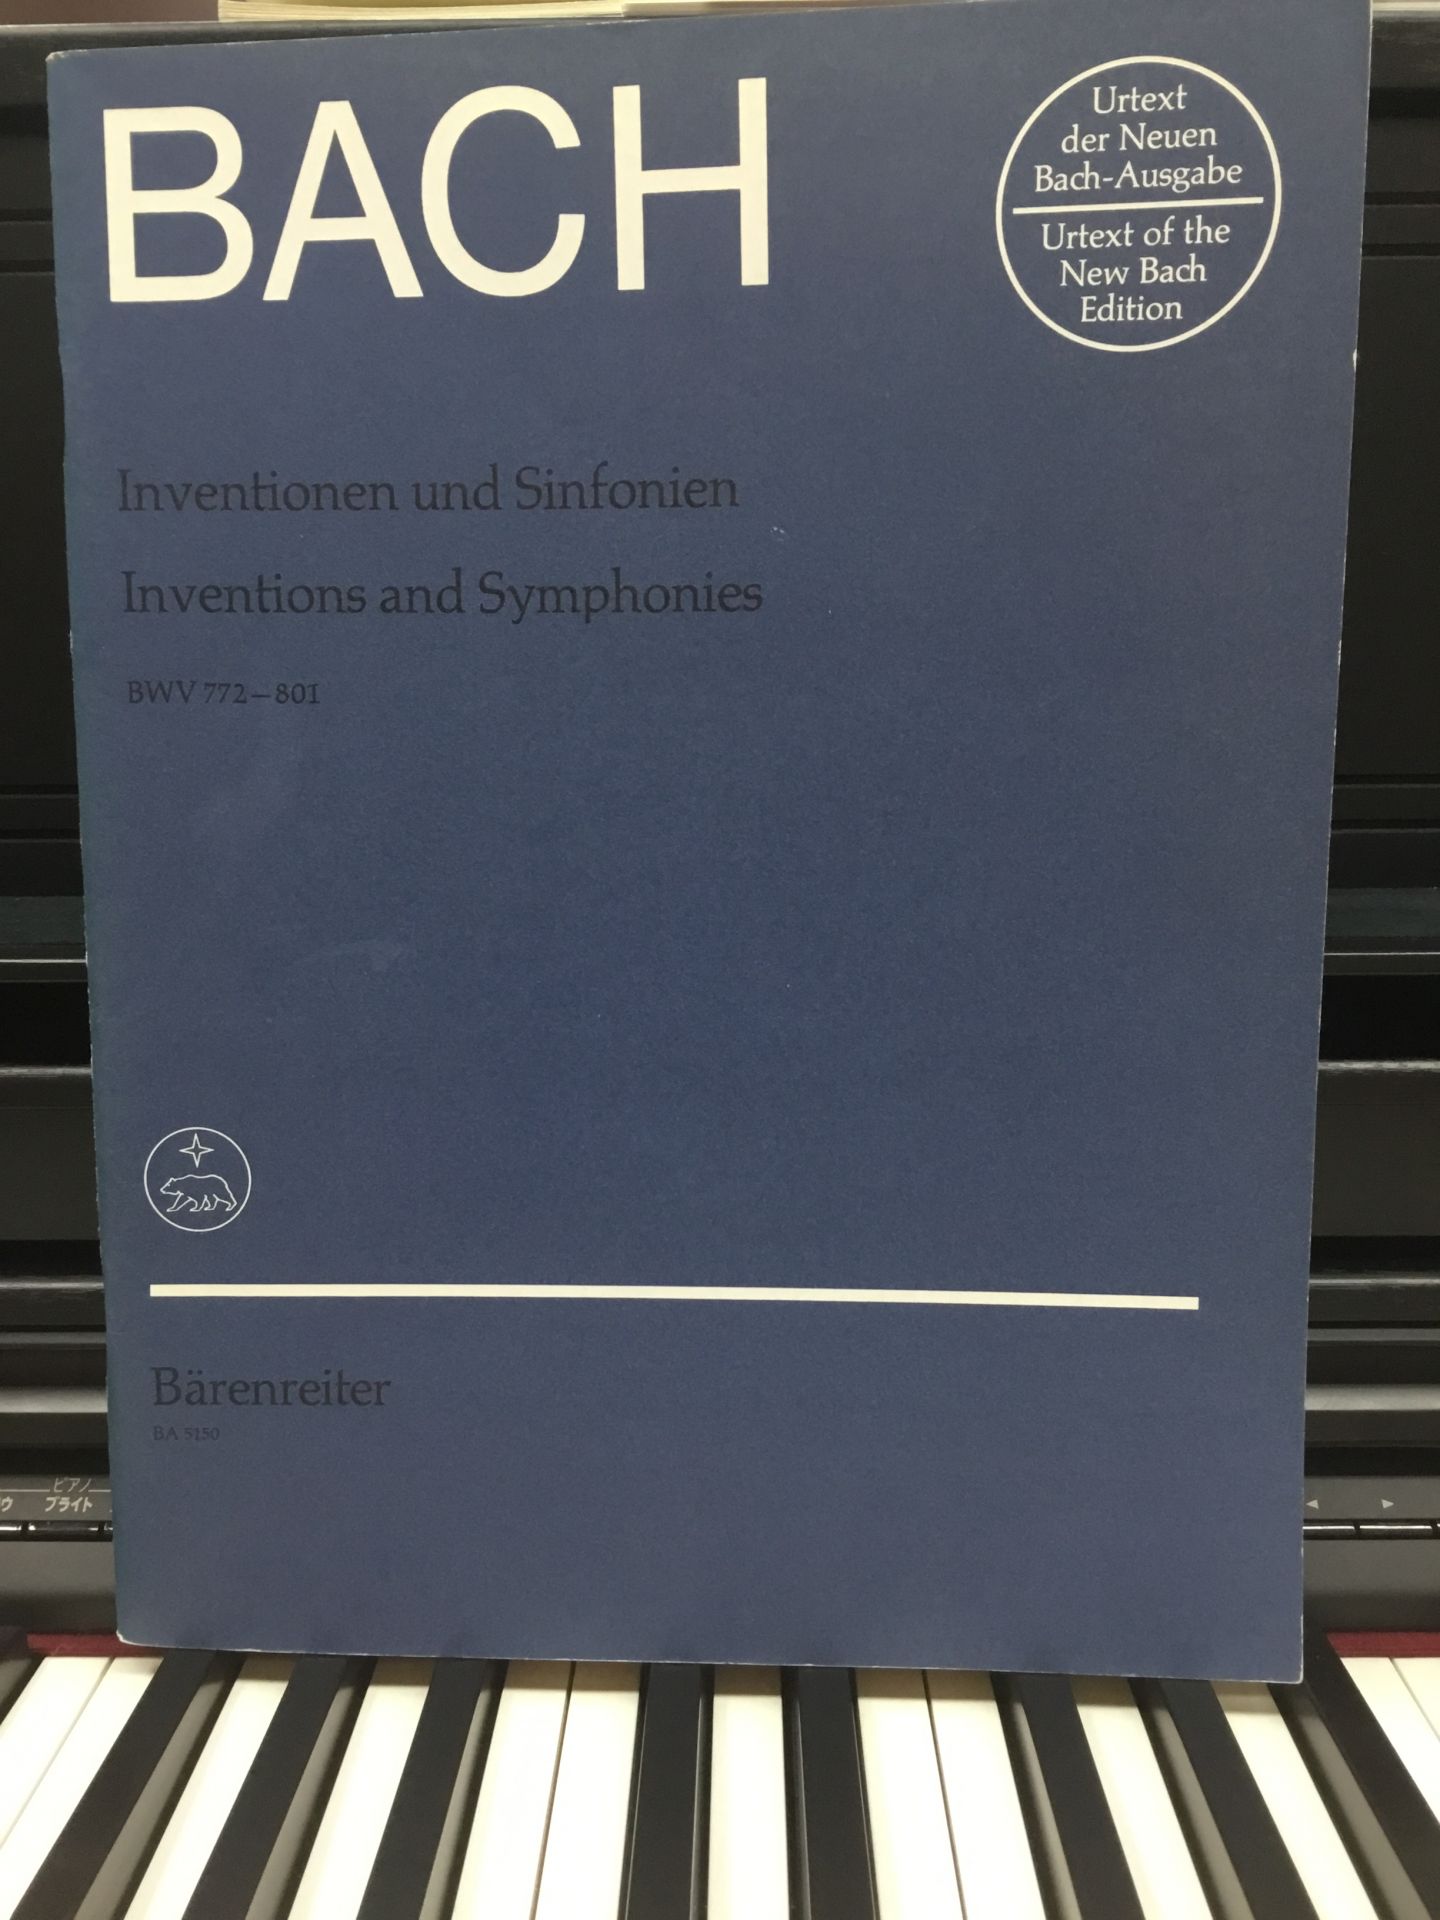 BACH
Urtext
der Neuen
Bach-Ausgabe
Urtext of the
New Bach
Edition
Inventionen und Sinfonien
Inventions and Symphonies
BWV 772–801
Bärenreiter
BA 5150
ピアノ
ブライト